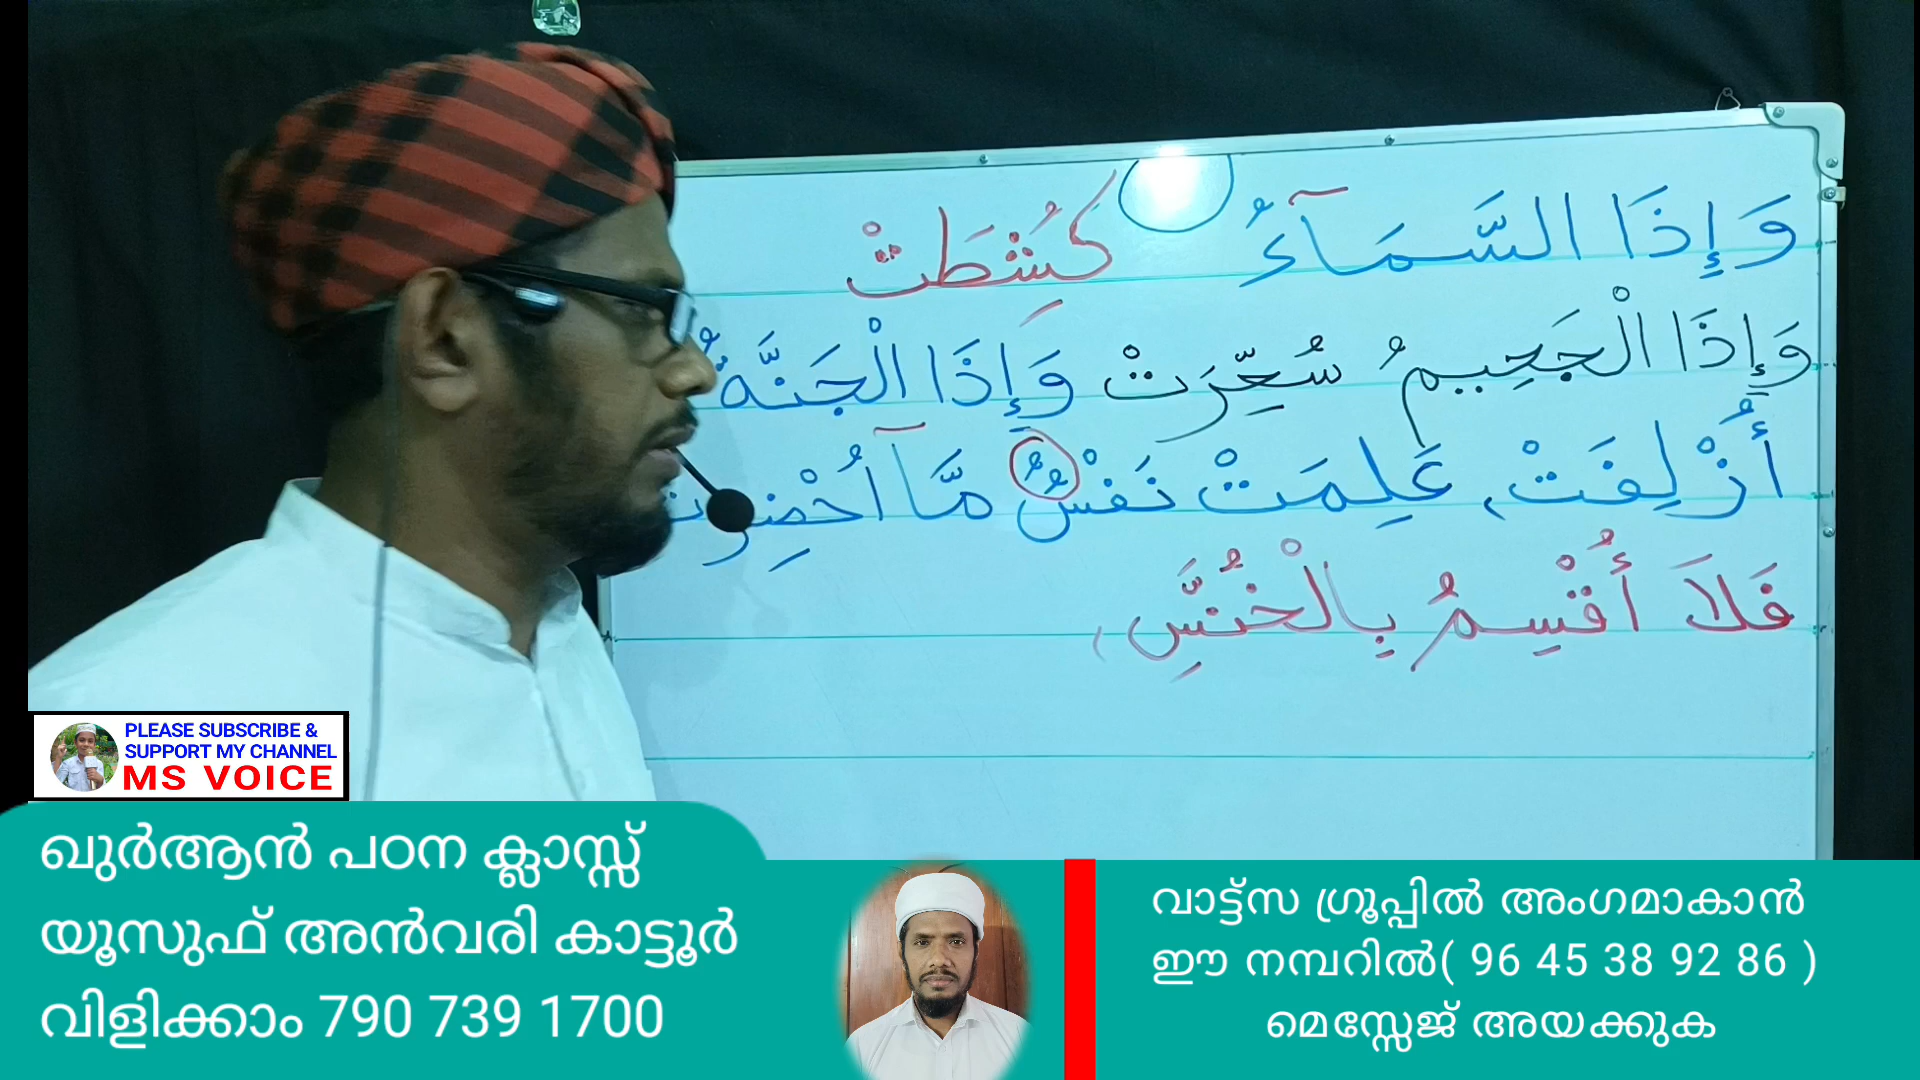 وَإِذَا السَّمَآءُ كُشِطَتْ
وَإِذَا الْجَحِيمُ سُعِّرَتْ وَإِذَا الْجَنَّةُ
أُزْلِفَتْ، عَلِمَتْ نَفْسٌ مَّآ أُحْضِرَتْ
فَلَا أُقْسِمُ بِالْخُنَّسِ،
PLEASE SUBSCRIBE &
SUPPORT MY CHANNEL
MS VOICE
ഖുർആൻ പഠന ക്ലാസ്സ്
യൂസുഫ് അൻവരി കാട്ടൂർ
വിളിക്കാം 790 739 1700
വാട്ട്സ ഗ്രൂപ്പിൽ അംഗമാകാൻ
ഈ നമ്പറിൽ( 96 45 38 92 86 )
മെസ്സേജ് അയക്കുക